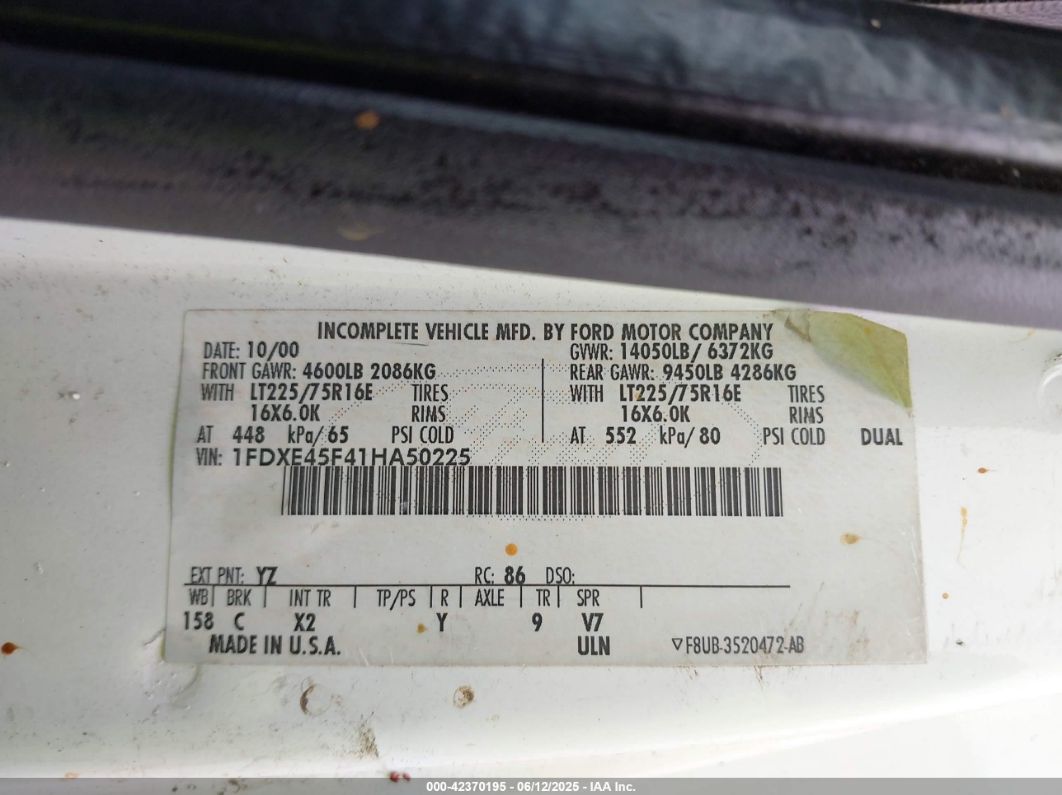 INCOMPLETE VEHICLE MFD. BY FORD MOTOR COMPANY
DATE: 10/00 GVWR: 14050LB/ 6372KG
FRONT GAWR: 4600LB 2086KG REAR GAWR: 9450LB 4286KG
WITH LT225/75R16E TIRES WITH LT225/75R16E TIRES
16X6.0K RIMS 16X6.0K RIMS
AT 448 kPa/ 65 PSI COLD AT 552 kPa/ 80 PSI COLD DUAL
VIN: 1FDXE45F41HA50225
EXT PNT: YZ RC: 86 DSO:
WB BRK INT TR TP/PS R AXLE TR SPR
158 C X2 Y 9 V7
MADE IN U.S.A. ULN ▽F8UB-3520472-AB
000-42370195 - 06/12/2025 - IAA Inc.